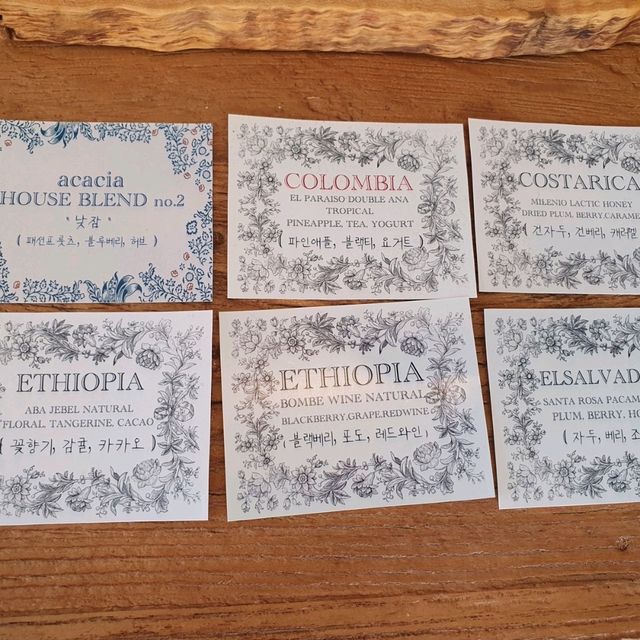 acacia
HOUSE BLEND no.2
"낮잠"
( 패션프룻츠, 블루베리, 허브 )
COLOMBIA
EL PARAISO DOUBLE ANA
TROPICAL
PINEAPPLE, TEA, YOGURT
( 파인애플, 블랙티, 요거트 )
COSTARICA
MILENIO LACTIC HONEY
DRIED PLUM. BERRY.CARAME
( 건자두, 건베리, 캐러멜
ETHIOPIA
ABA JEBEL NATURAL
FLORAL, TANGERINE. CACAO
( 꽃향기, 감귤, 카카오 )
ETHIOPIA
BOMBE WINE NATURAL
BLACKBERRY.GRAPE.REDWINE.
( 블랙베리, 포도, 레드와인 )
ELSALVAD
SANTA ROSA PACAM
PLUM. BERRY. H
( 자두, 베리,